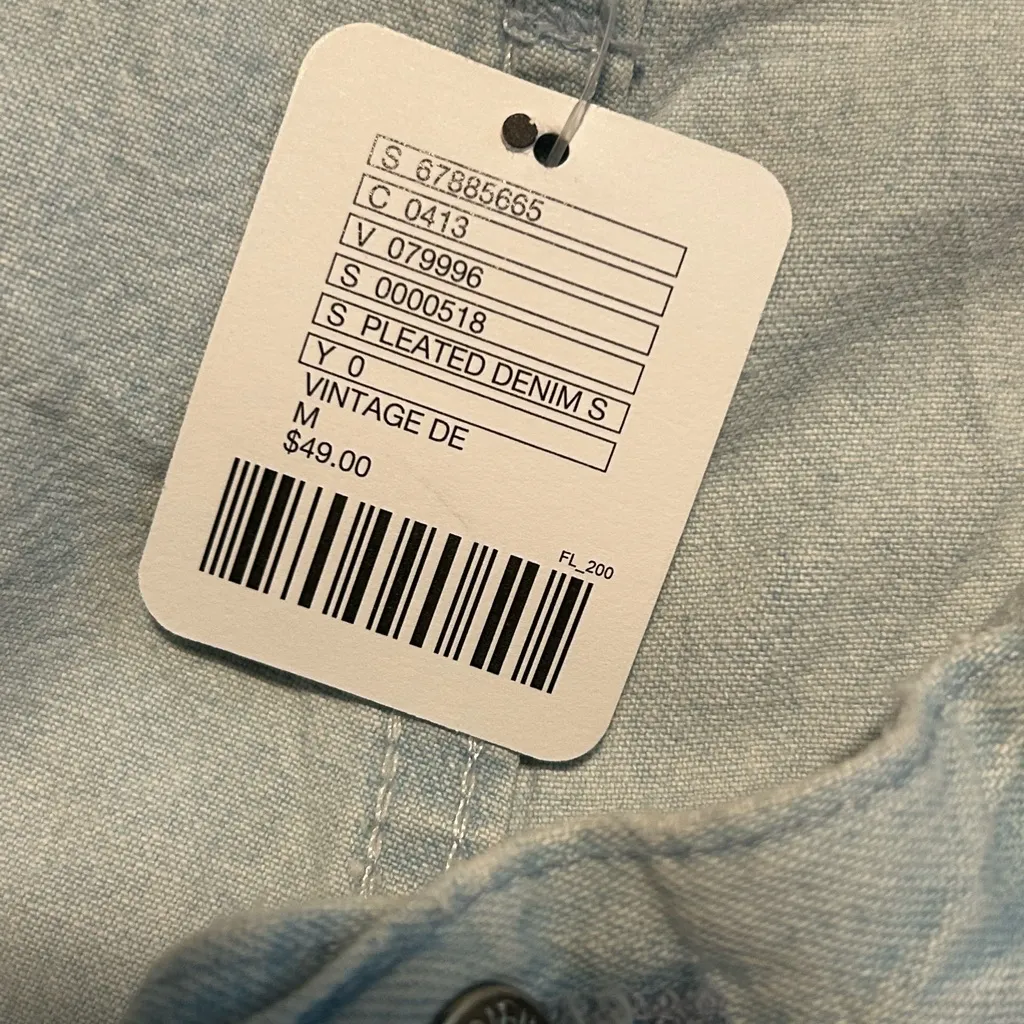 S 67885665
C 0413
V 079996
S 0000518
S PLEATED DENIM S
Y 0
VINTAGE DE
M
$49.00
FL_200